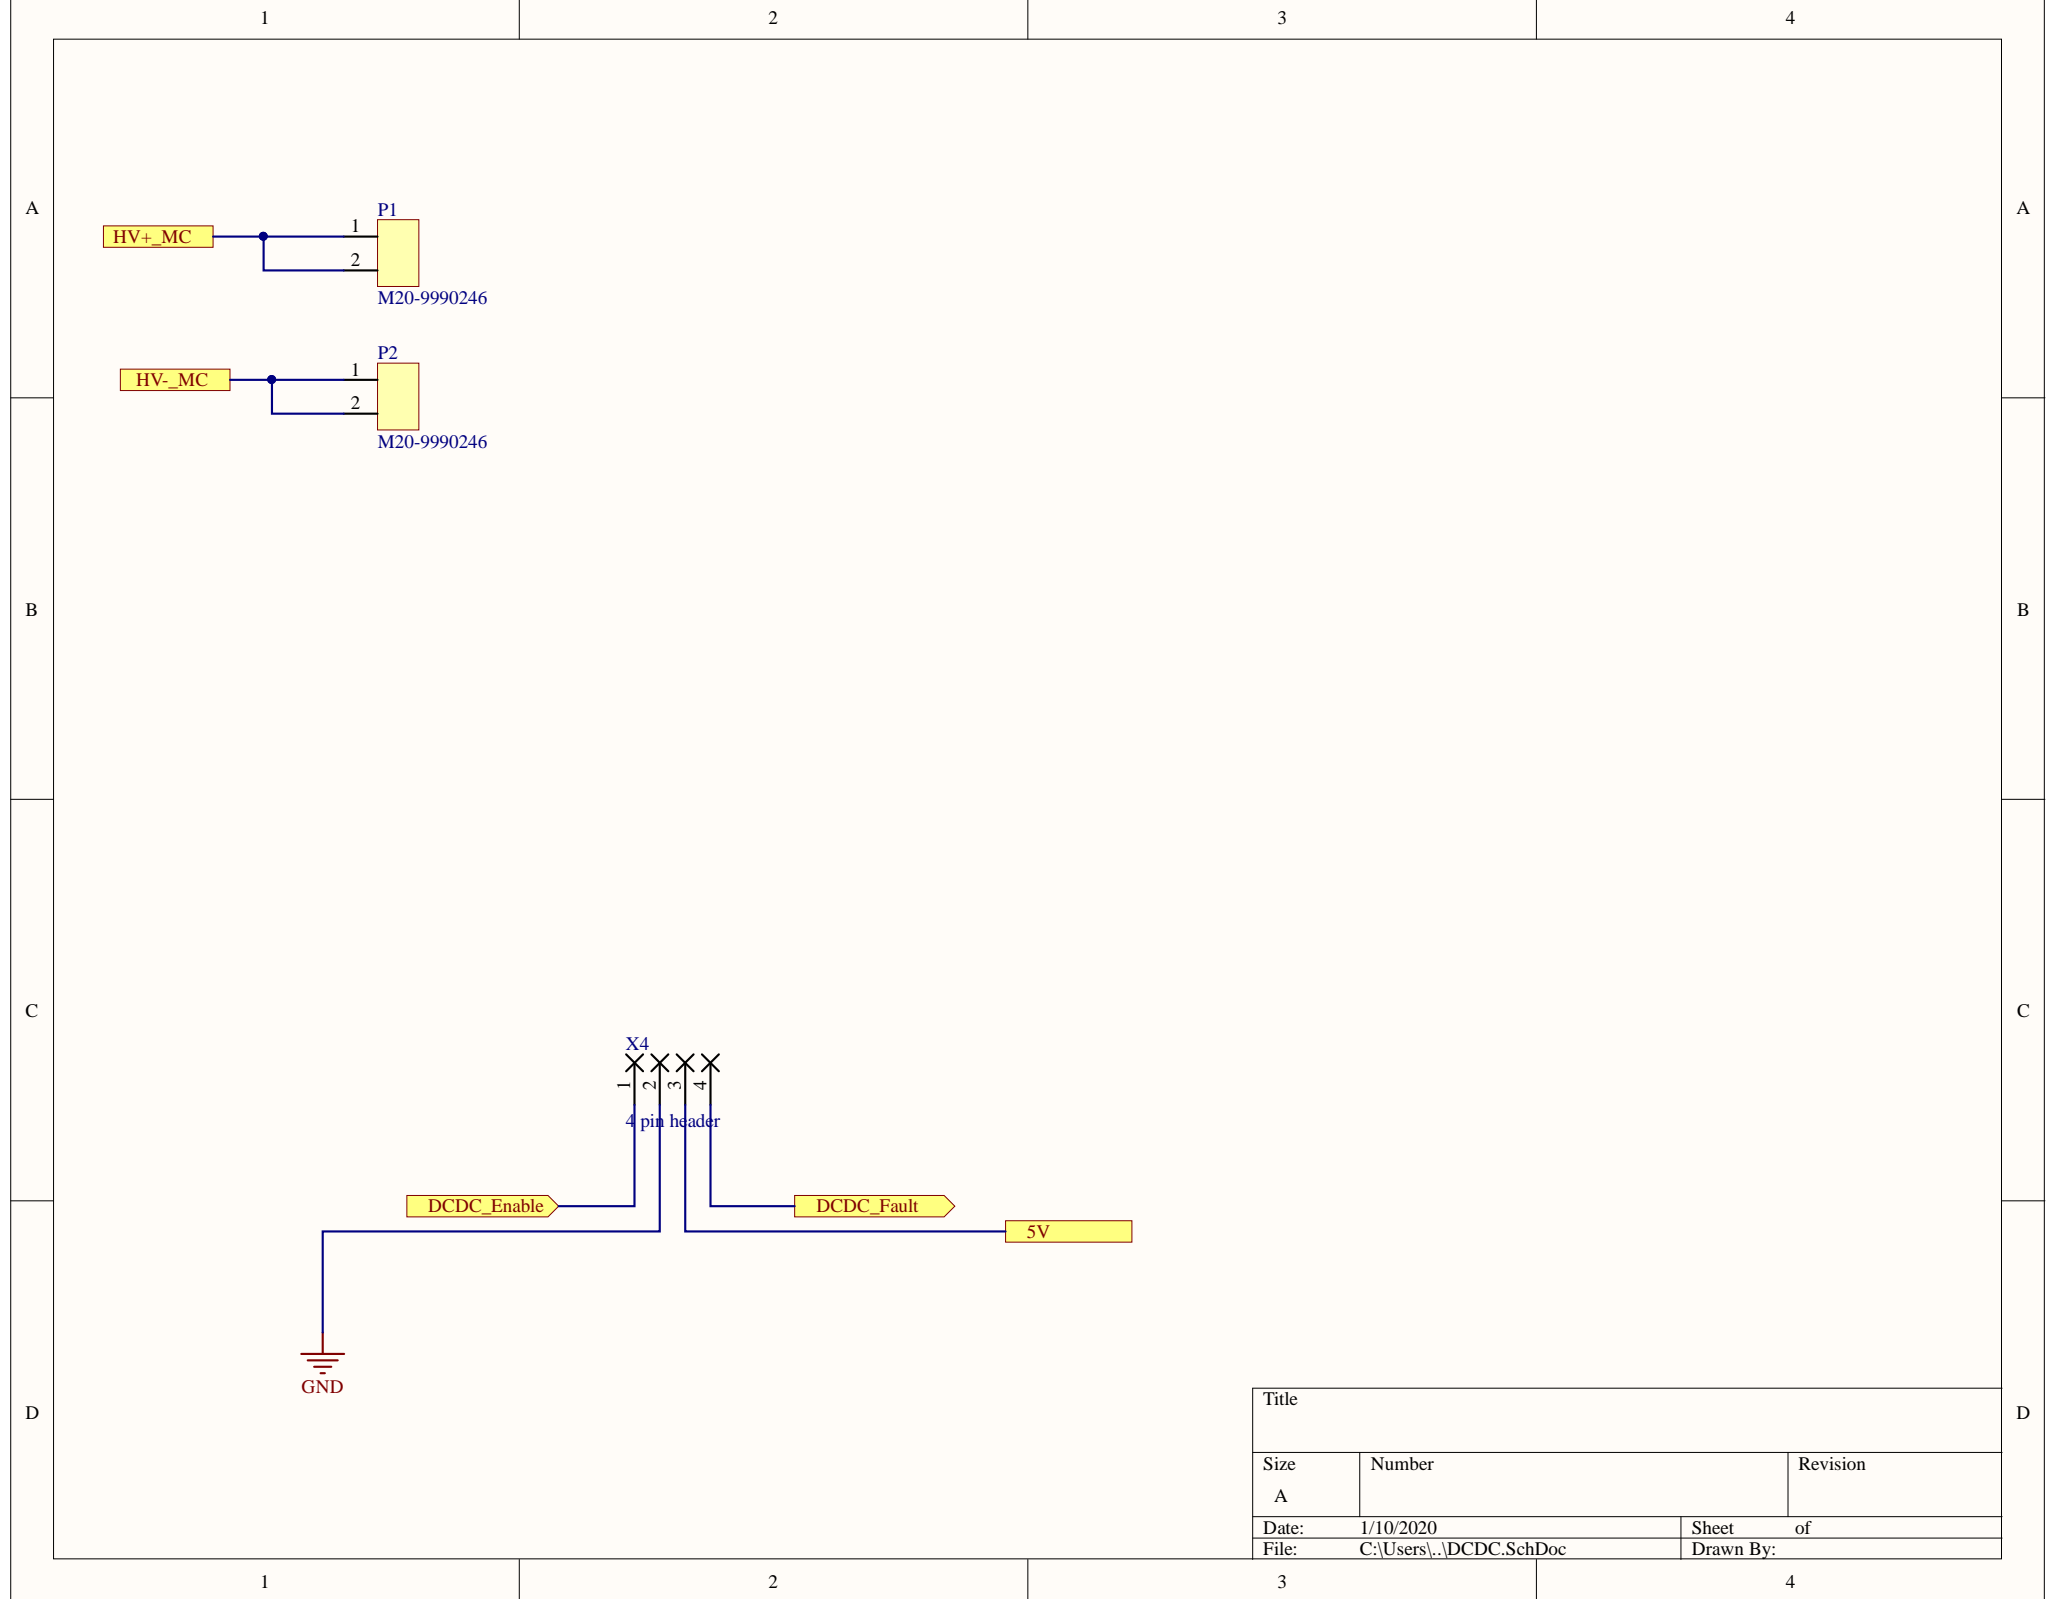 1 2 3 4
A A
P1
HV+_MC 1
2
M20-9990246
P2
HV-_MC 1
2
M20-9990246
B B
C C
X4
1 2 3 4
4 pin header
DCDC_Enable DCDC_Fault
5V
GND
D D
Title
Size Number Revision
A
Date: 1/10/2020 Sheet of
File: C:\Users\..\DCDC.SchDoc Drawn By:
1 2 3 4